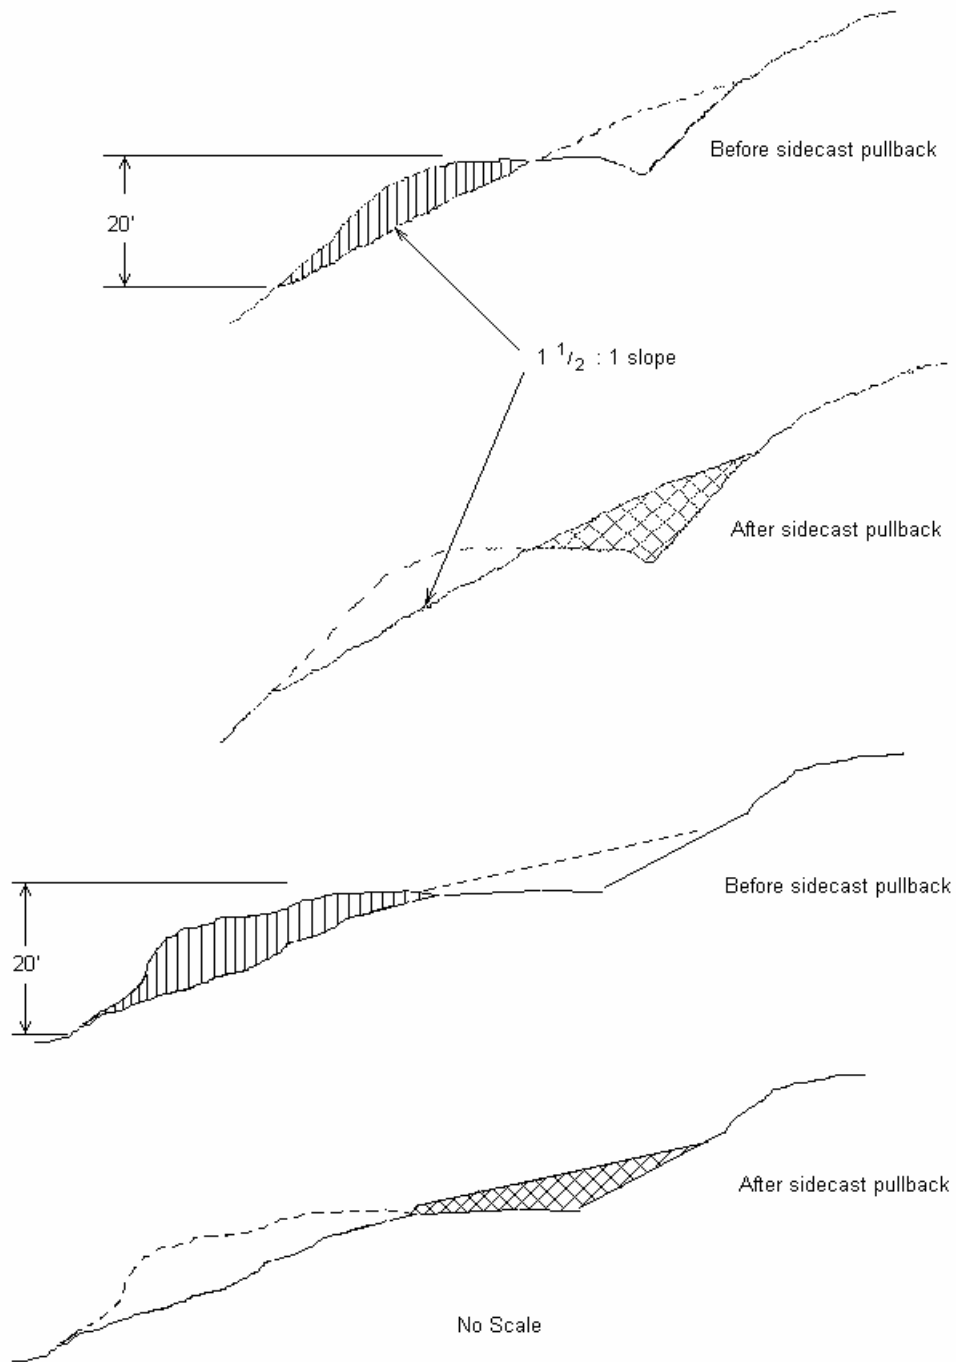 Before sidecast pullback
20'
1 1/2 : 1 slope
After sidecast pullback
Before sidecast pullback
20'
After sidecast pullback
No Scale